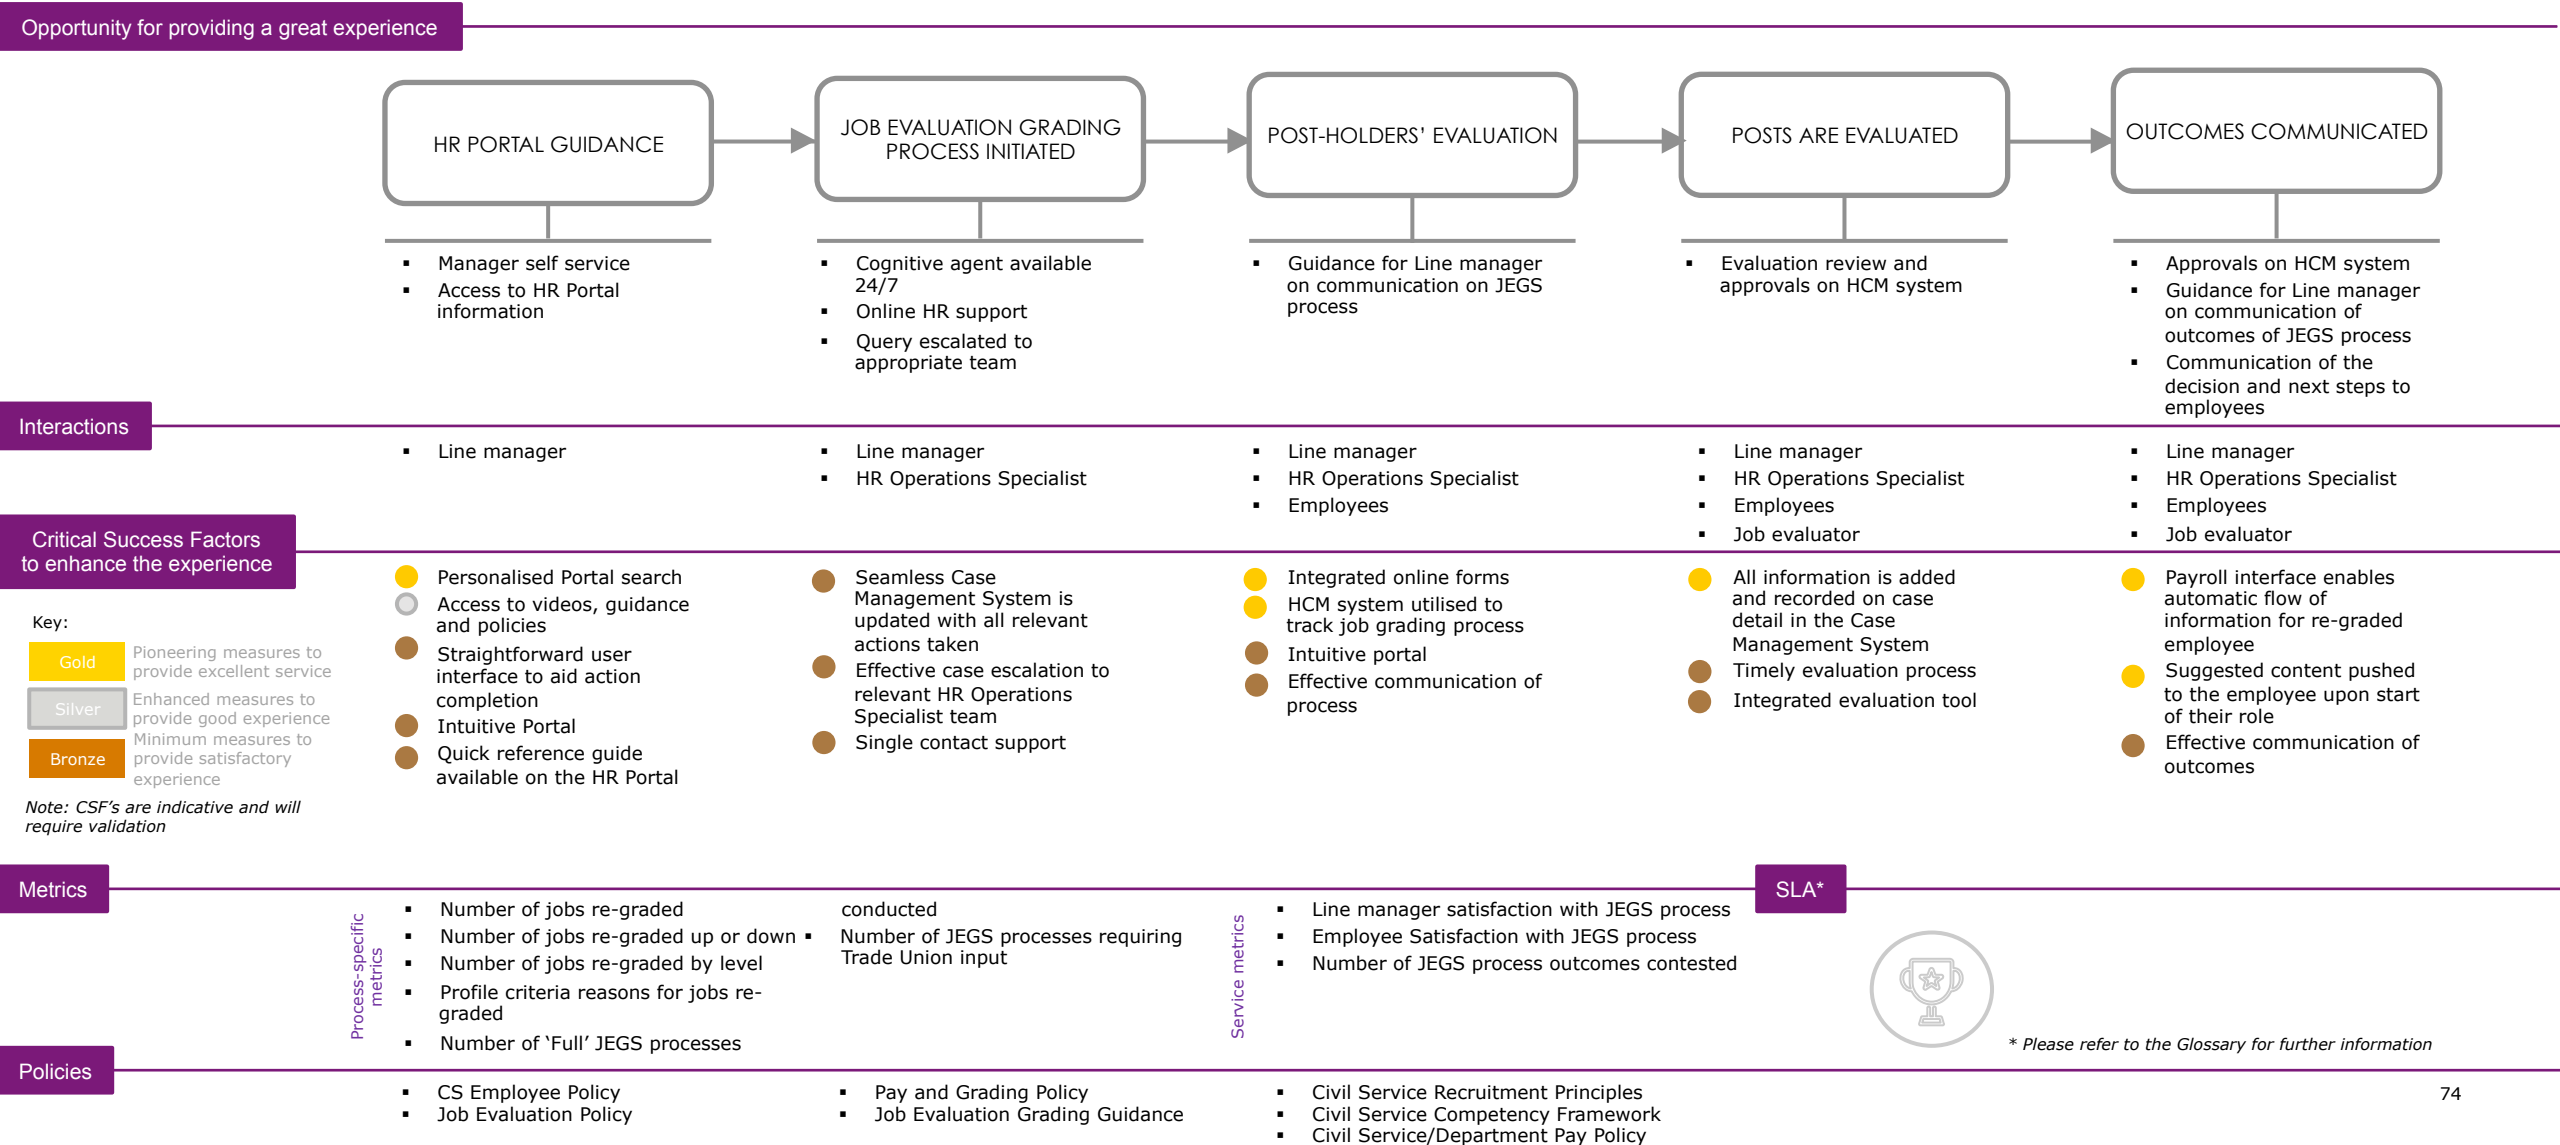 Opportunity for providing a great experience
HR PORTAL GUIDANCE
JOB EVALUATION GRADING
PROCESS INITIATED
POST-HOLDERS’ EVALUATION
POSTS ARE EVALUATED
OUTCOMES COMMUNICATED
▪ Manager self service
▪ Access to HR Portal
information
▪ Cognitive agent available
24/7
▪ Online HR support
▪ Query escalated to
appropriate team
▪ Guidance for Line manager
on communication on JEGS
process
▪ Evaluation review and
approvals on HCM system
▪ Approvals on HCM system
▪ Guidance for Line manager
on communication of
outcomes of JEGS process
▪ Communication of the
decision and next steps to
employees
Interactions
▪ Line manager
▪ Line manager
▪ HR Operations Specialist
▪ Line manager
▪ HR Operations Specialist
▪ Employees
▪ Line manager
▪ HR Operations Specialist
▪ Employees
▪ Job evaluator
▪ Line manager
▪ HR Operations Specialist
▪ Employees
▪ Job evaluator
Critical Success Factors
to enhance the experience
Key:
Gold
Pioneering measures to
provide excellent service
Silver
Enhanced measures to
provide good experience
Bronze
Minimum measures to
provide satisfactory
experience
Note: CSF’s are indicative and will
require validation
Personalised Portal search
Access to videos, guidance
and policies
Straightforward user
interface to aid action
completion
Intuitive Portal
Quick reference guide
available on the HR Portal
Seamless Case
Management System is
updated with all relevant
actions taken
Effective case escalation to
relevant HR Operations
Specialist team
Single contact support
Integrated online forms
HCM system utilised to
track job grading process
Intuitive portal
Effective communication of
process
All information is added
and recorded on case
detail in the Case
Management System
Timely evaluation process
Integrated evaluation tool
Payroll interface enables
automatic flow of
information for re-graded
employee
Suggested content pushed
to the employee upon start
of their role
Effective communication of
outcomes
Metrics
Process-specific
metrics
▪ Number of jobs re-graded
▪ Number of jobs re-graded up or down
▪ Number of jobs re-graded by level
▪ Profile criteria reasons for jobs re-
graded
▪ Number of ‘Full’ JEGS processes
conducted
▪ Number of JEGS processes requiring
Trade Union input
Service metrics
▪ Line manager satisfaction with JEGS process
▪ Employee Satisfaction with JEGS process
▪ Number of JEGS process outcomes contested
SLA*
* Please refer to the Glossary for further information
Policies
▪ CS Employee Policy
▪ Job Evaluation Policy
▪ Pay and Grading Policy
▪ Job Evaluation Grading Guidance
▪ Civil Service Recruitment Principles
▪ Civil Service Competency Framework
▪ Civil Service/Department Pay Policy
74